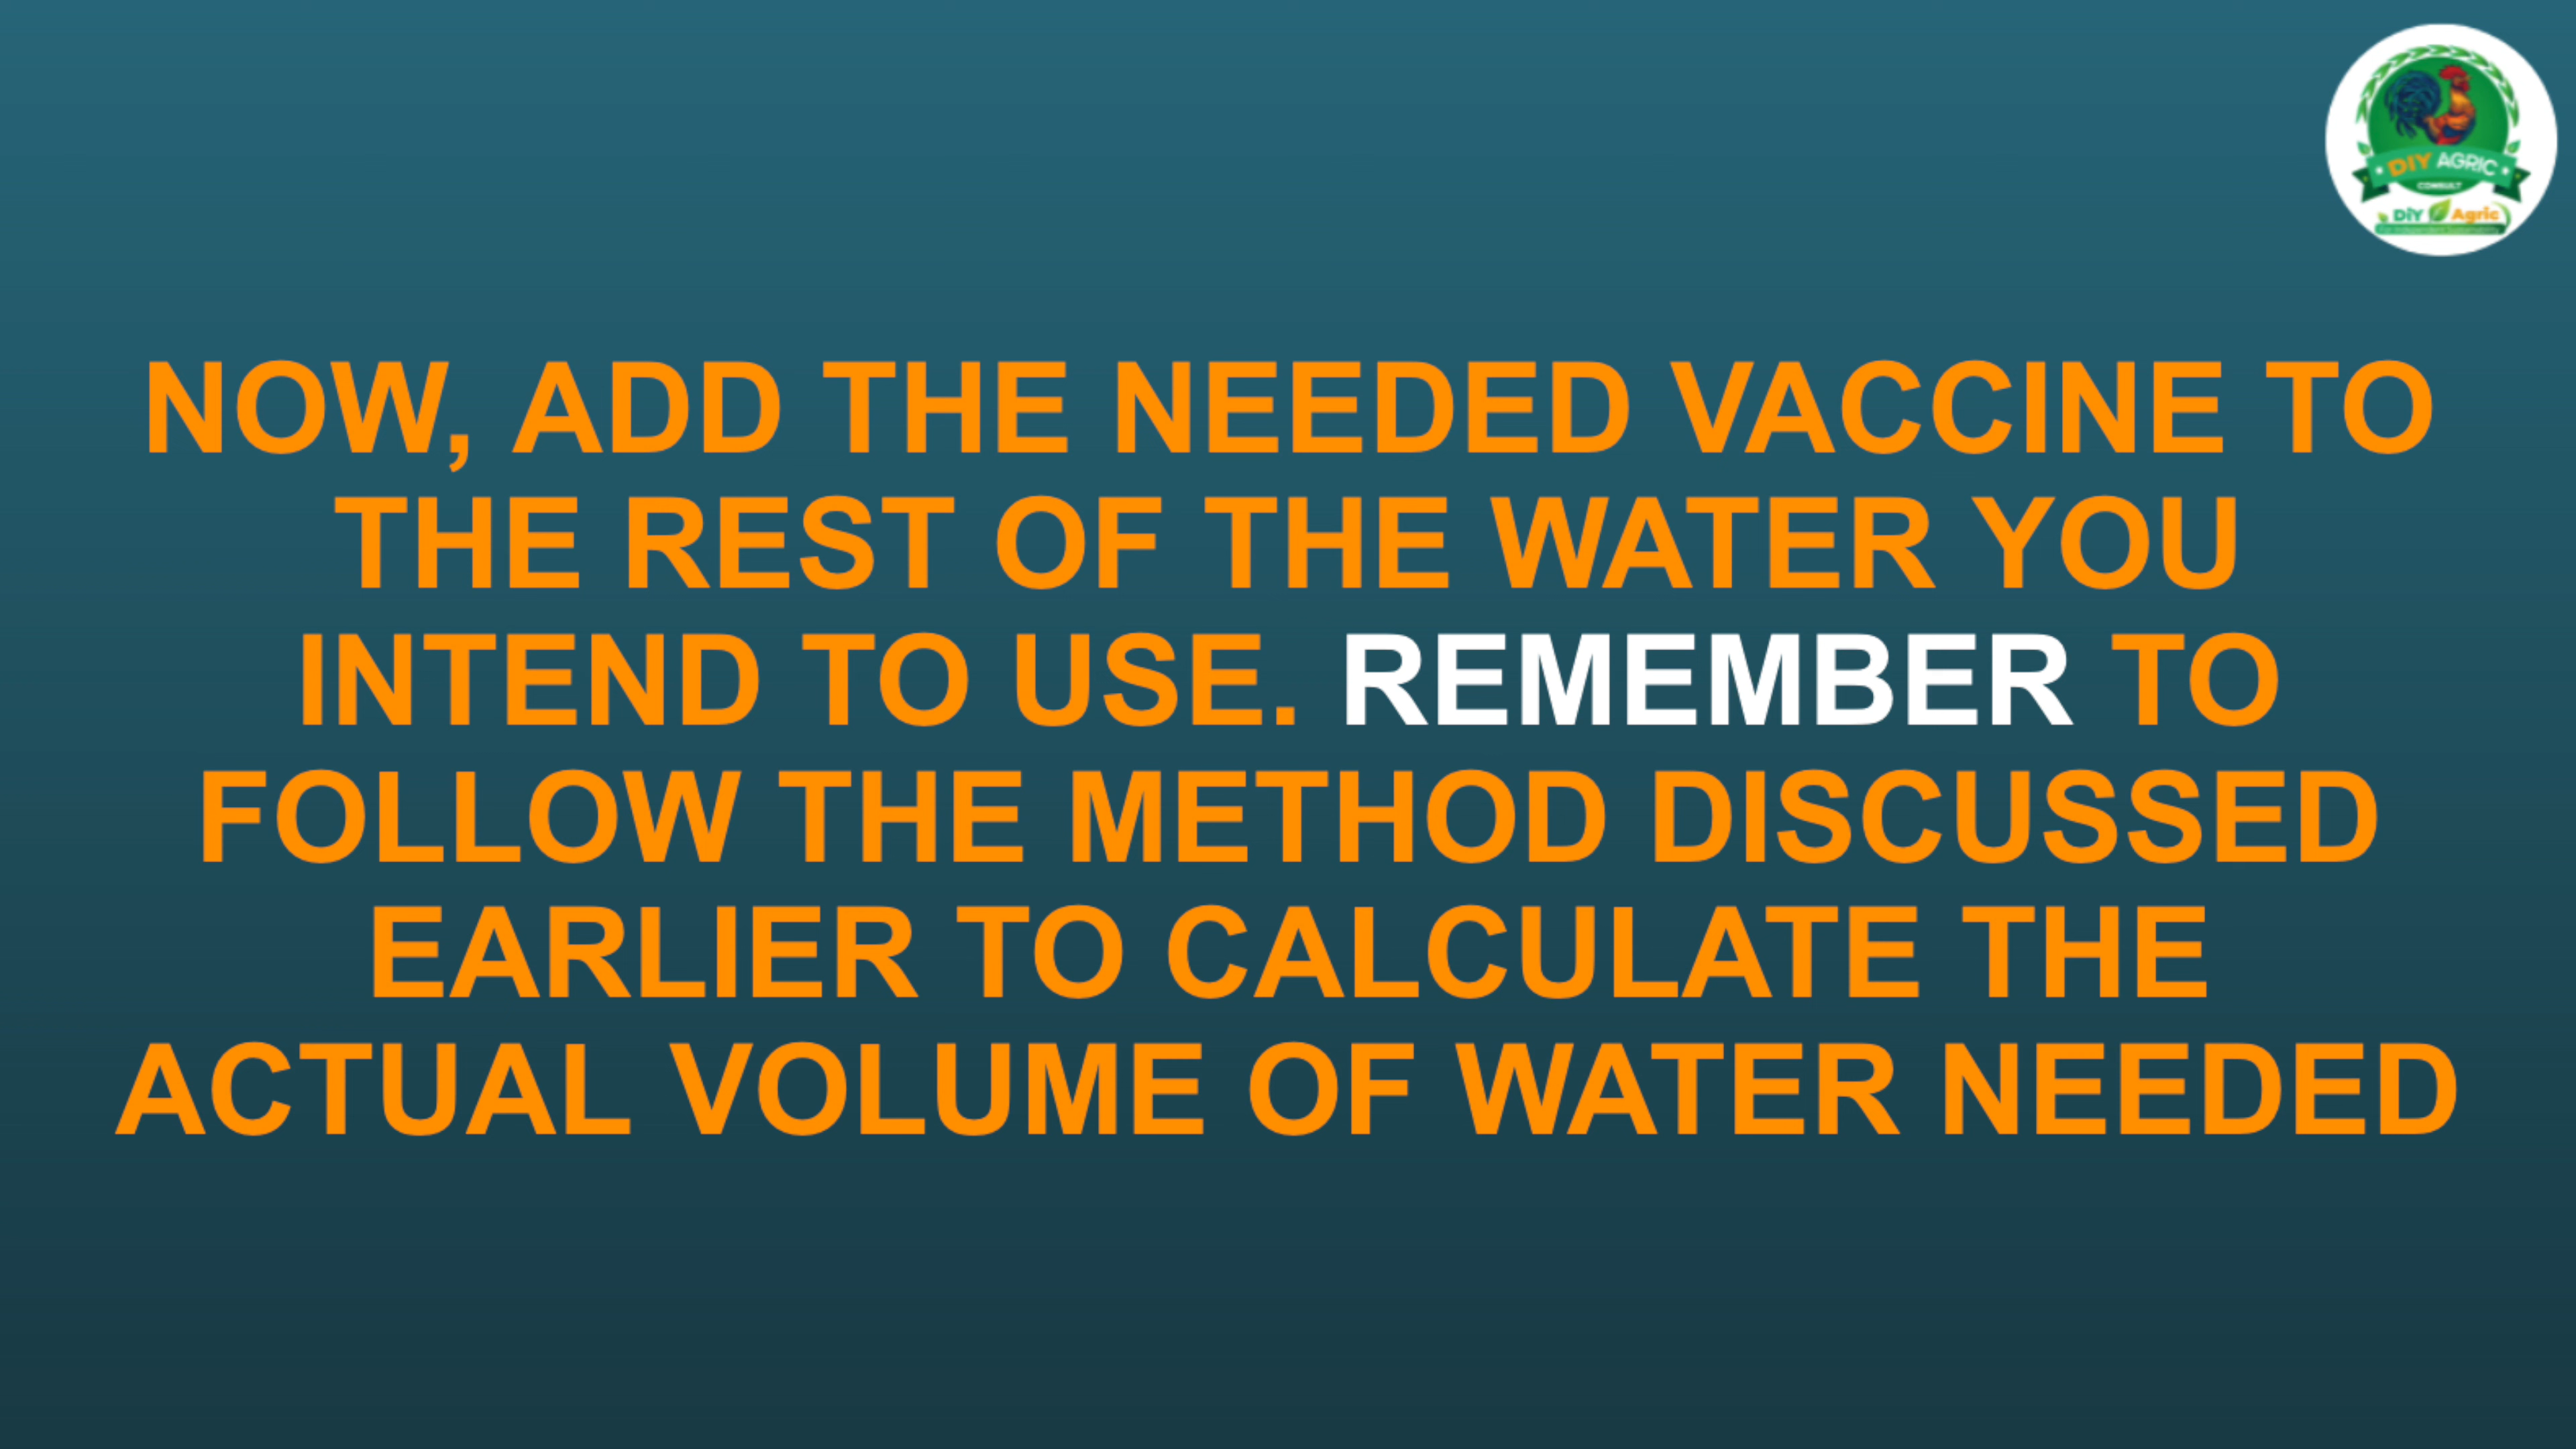 DIY AGRIC
CONSULT
DIY Agric
NOW, ADD THE NEEDED VACCINE TO
THE REST OF THE WATER YOU
INTEND TO USE. REMEMBER TO
FOLLOW THE METHOD DISCUSSED
EARLIER TO CALCULATE THE
ACTUAL VOLUME OF WATER NEEDED